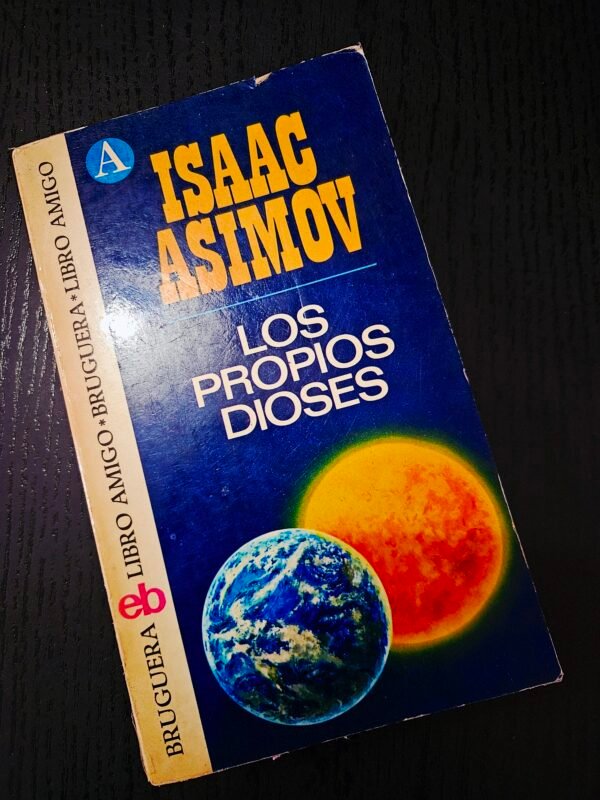 A
ISAAC
ASIMOV
LOS
PROPIOS
DIOSES
BRUGUERA eb LIBRO AMIGO * BRUGUERA * LIBRO AMIGO